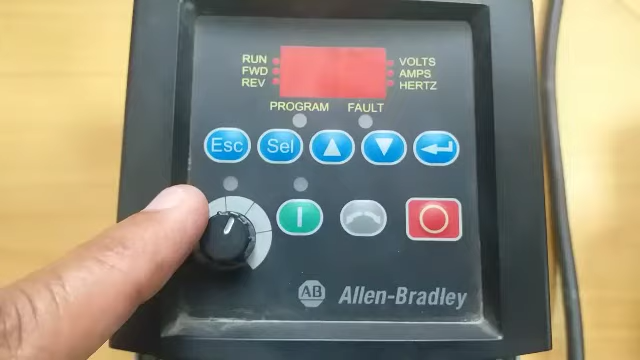 RUN
FWD
REV
VOLTS
AMPS
HERTZ
PROGRAM FAULT
Esc Sel
AB Allen-Bradley